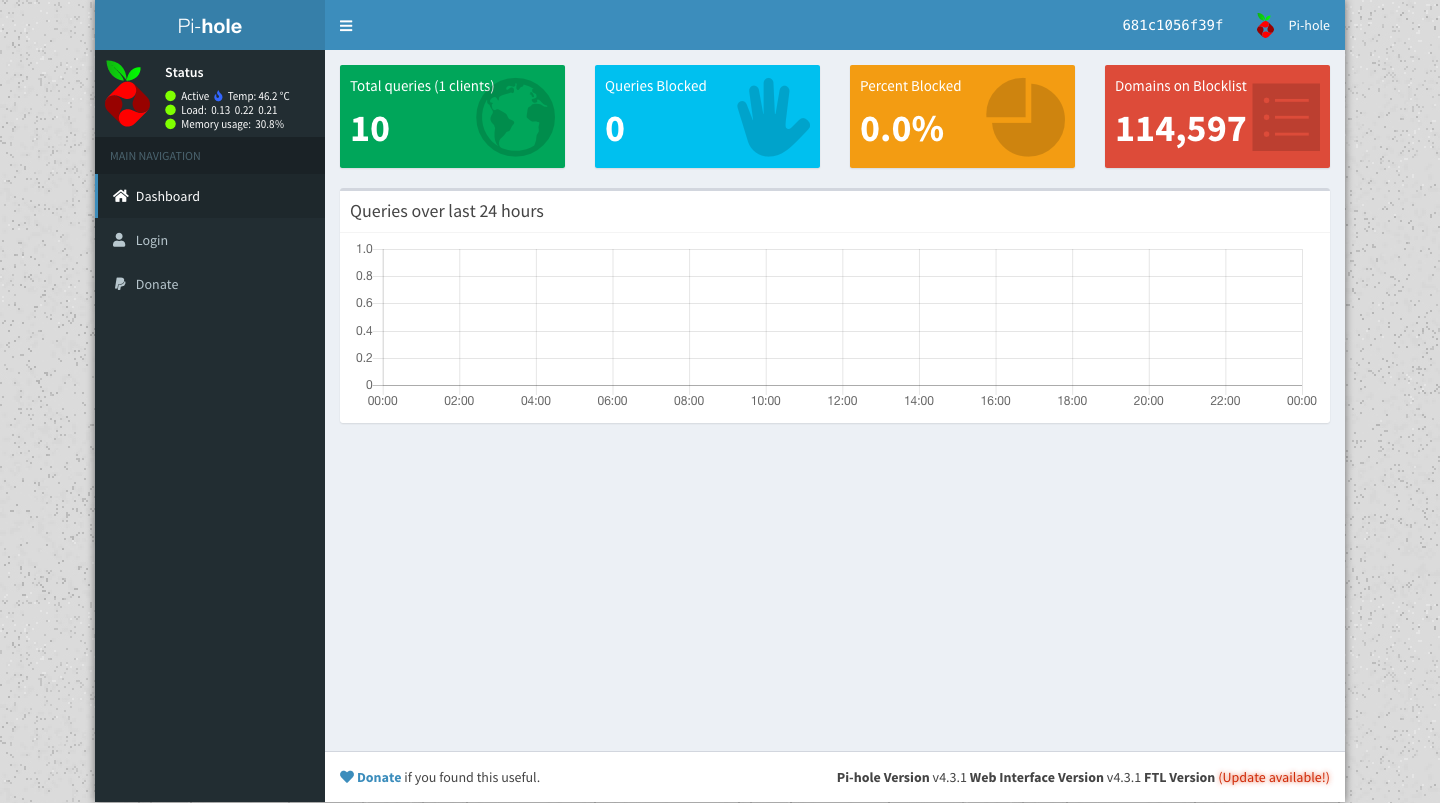 Pi-hole
681c1056f39f
Pi-hole
Status
Active Temp: 46.2 °C
Load: 0.13 0.22 0.21
Memory usage: 30.8%
MAIN NAVIGATION
Dashboard
Login
Donate
Total queries (1 clients)
10
Queries Blocked
0
Percent Blocked
0.0%
Domains on Blocklist
114,597
Queries over last 24 hours
1.0
0.8
0.6
0.4
0.2
0
00:00 02:00 04:00 06:00 08:00 10:00 12:00 14:00 16:00 18:00 20:00 22:00 00:00
Donate if you found this useful.
Pi-hole Version v4.3.1 Web Interface Version v4.3.1 FTL Version (Update available!)